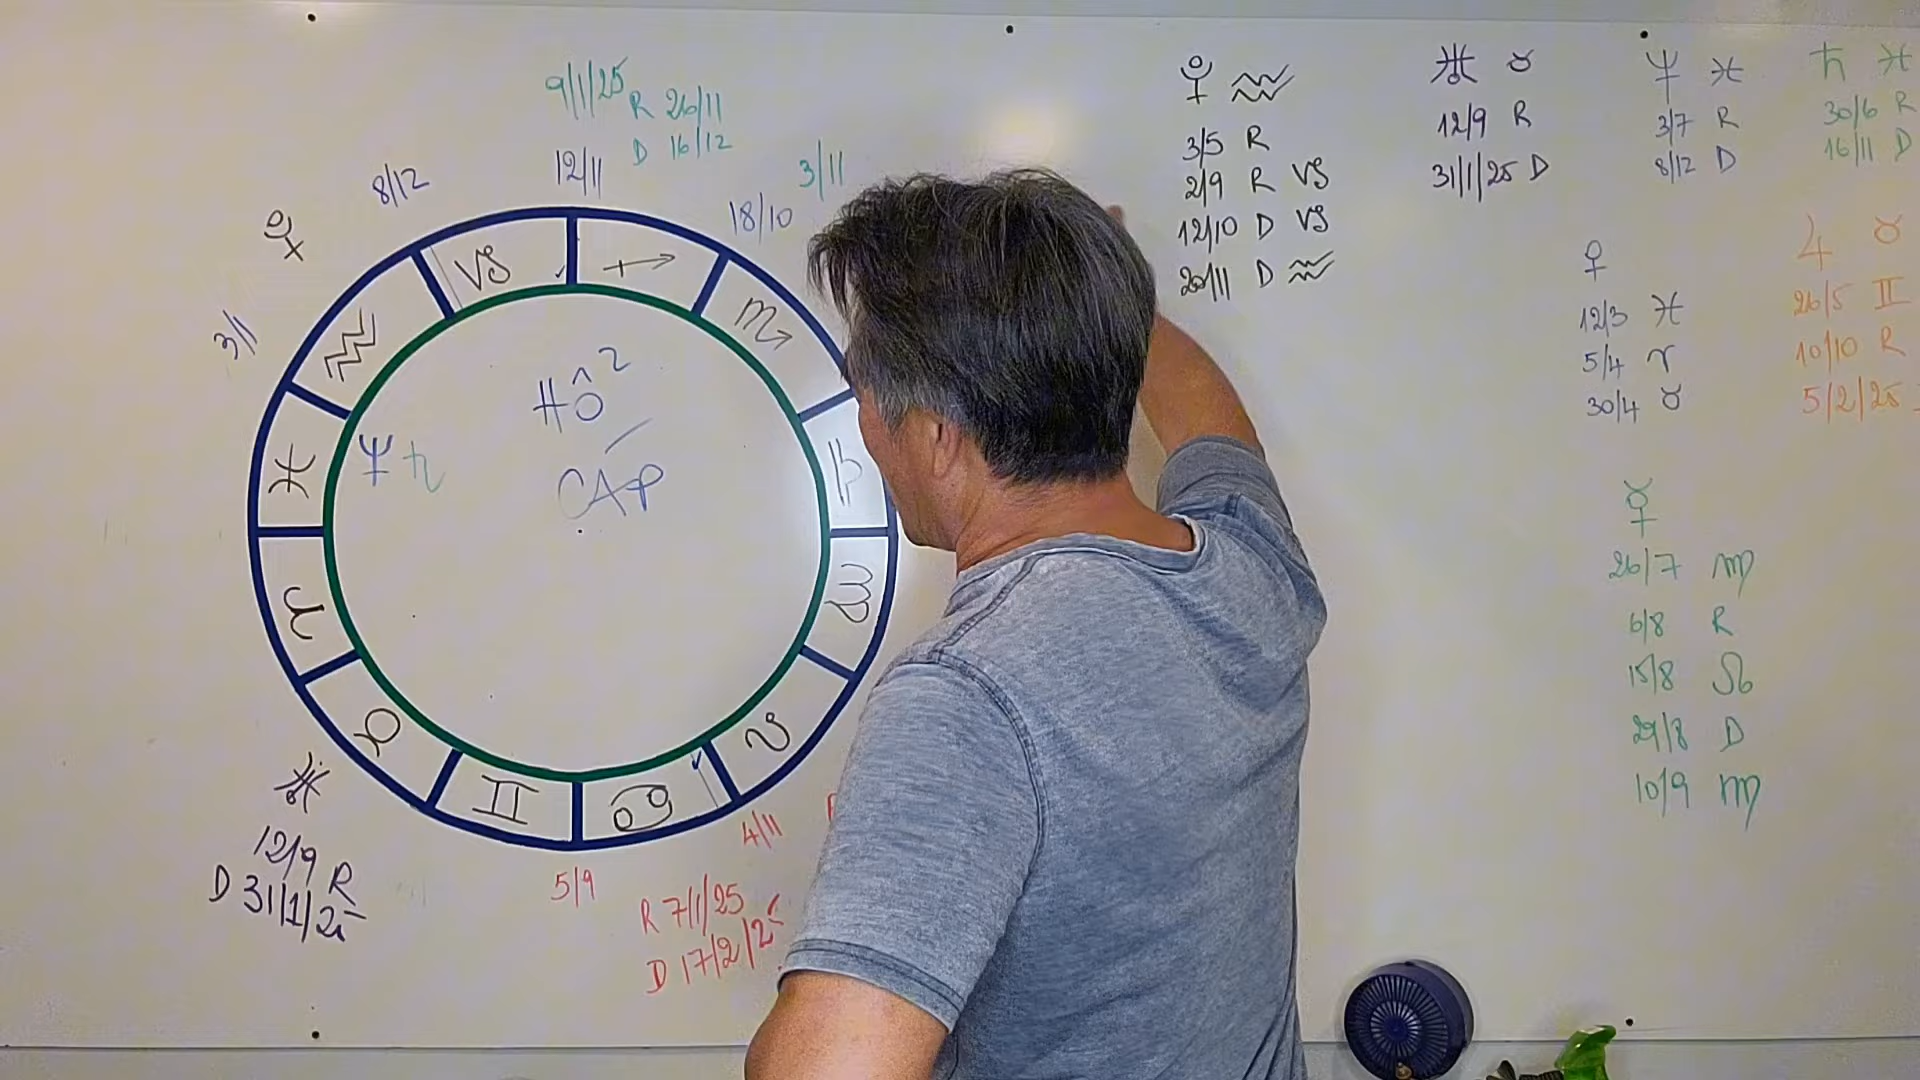 9/1/25 R 26/11
D 16/12
12/11
3/11
8/12
18/10
3/1
♑
♐
♏
♒
♓
♎
♈
♍
♉
♌
♊
♋
Ψ ♄
HÔ²
CÁP
12/9 R
D 31/1/25
4/11
5/9
R 7/1/25
D 17/2/25
♒
3/5 R
2/9 R ♑
12/10 D ♑
20/11 D ♒
♅ ♉
12/9 R
31/1/25 D
♆ ♓
3/7 R
8/12 D
♄ ♓
30/6 R
16/11 D
♀
12/3 ♓
5/4 ♈
30/4 ♉
♃ ♉
26/5 ♊
10/10 R
5/2/25
☿
26/7 ♍
6/8 R
15/8 ♌
29/8 D
10/9 ♍